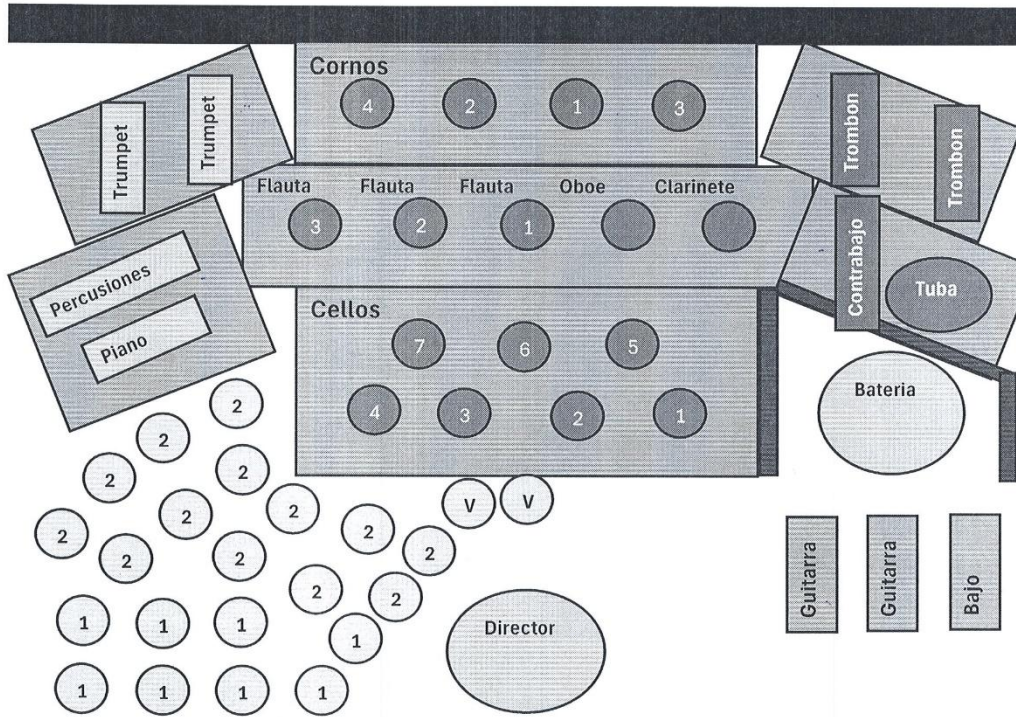 Cornos
4 2 1 3
Trumpet
Trumpet
Trombon
Trombon
Flauta Flauta Flauta Oboe Clarinete
3 2 1
Contrabajo
Tuba
Percusiones
Piano
Cellos
7 6 5
4 3 2 1
Bateria
2
2
2 2
2 2 2 V V
2 2
2 2 2
2 2
1 1 1 1
1 1 1 1
Director
Guitarra
Guitarra
Bajo